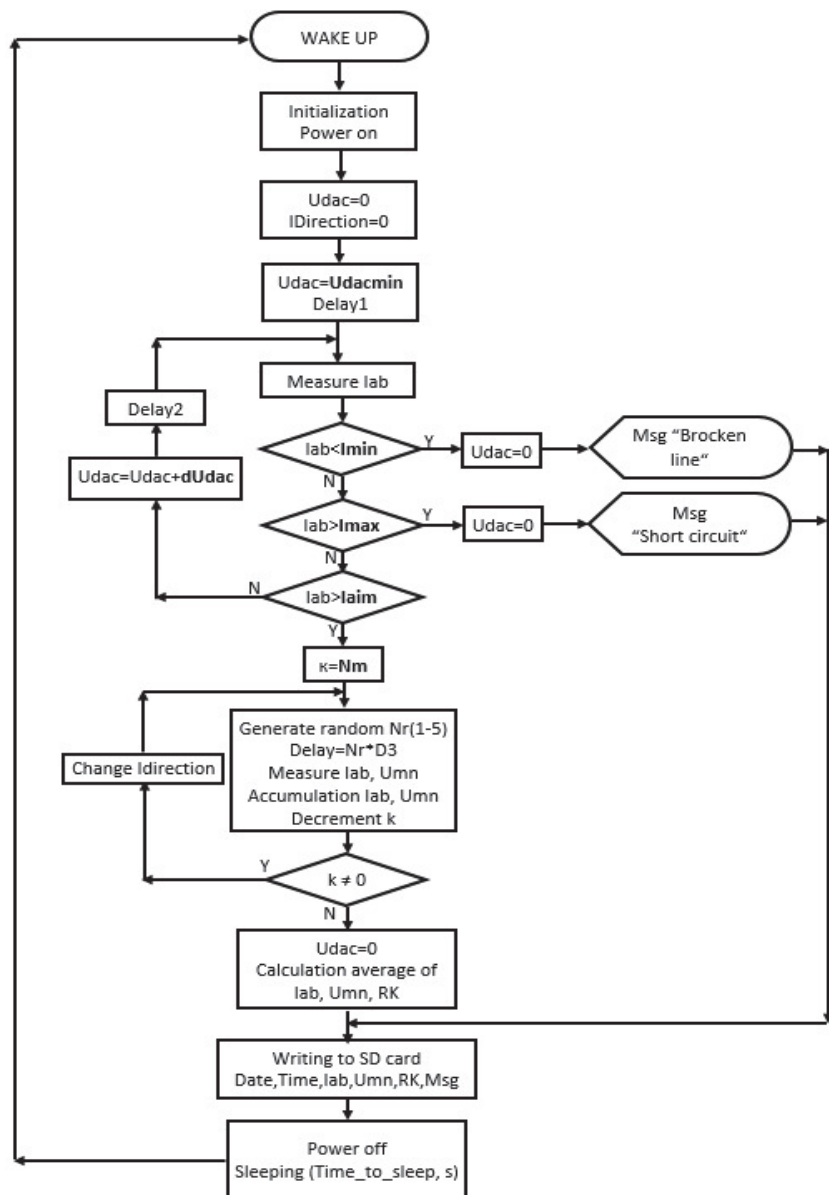 WAKE UP
Initialization
Power on
Udac=0
IDirection=0
Udac=Udacmin
Delay1
Measure Iab
Delay2
Iab<Imin
Y
Udac=0
Msg “Brocken
line“
Udac=Udac+dUdac
N
Iab>Imax
Y
Udac=0
Msg
“Short circuit“
N
N
Iab>Iaim
Y
к=Nm
Generate random Nr(1-5)
Delay=Nr*D3
Measure Iab, Umn
Accumulation Iab, Umn
Decrement k
Change Idirection
Y
k ≠ 0
N
Udac=0
Calculation average of
Iab, Umn, RK
Writing to SD card
Date,Time,Iab,Umn,RK,Msg
Power off
Sleeping (Time_to_sleep, s)